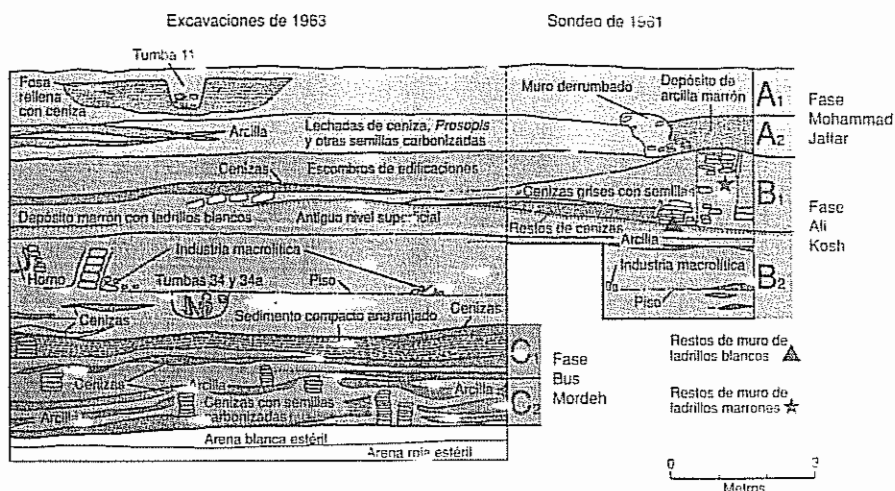 Excavaciones de 1963
Sondeo de 1961
Tumba 11
Fosa
rellena
con ceniza
Muro derrumbado
Depósito de
arcilla marrón
A1
Fase
Mohammad
Jaffar
Arcilla
Lechadas de ceniza, Prosopis
y otras semillas carbonizadas
A2
Cenizas
Escombros de edificaciones
Cenizas grises con semillas
B1
Depósito marrón con ladrillos blancos
Antiguo nivel superficial
Restos de cenizas
Fase
Ali
Kosh
Arcilla
Industria macrolítica
Horno
Industria macrolítica
B2
Tumbas 34 y 34a
Piso
Piso
Cenizas
Sedimento compacto anaranjado
Cenizas
C1
Fase
Bus
Mordeh
Restos de muro de
ladrillos blancos
Cenizas
Arcilla
Arcilla
C2
Restos de muro de
ladrillos marrones
Arcilla
Cenizas con semillas
carbonizadas
Arena blanca estéril
Arena roja estéril
0 3
Metros